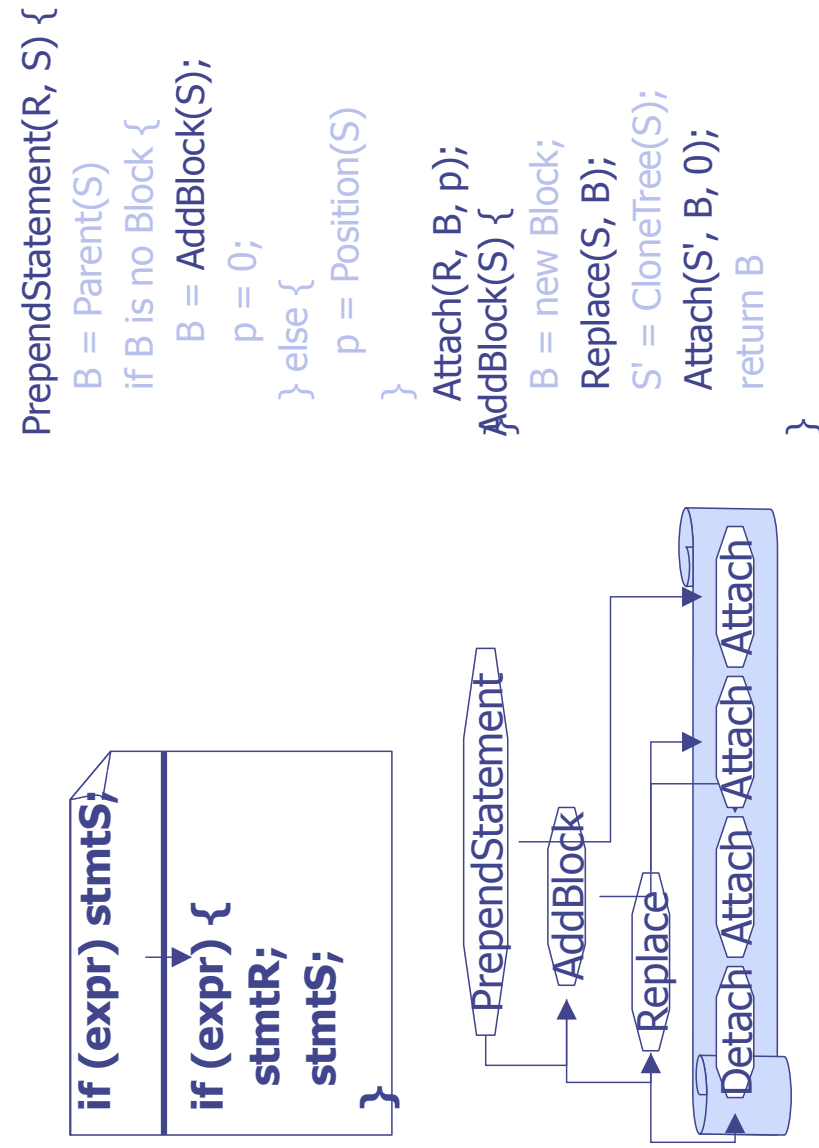 if (expr) stmtS;
if (expr) {
stmtR;
stmtS;
}
PrependStatement(R, S) {
B = Parent(S)
if B is no Block {
B = AddBlock(S);
p = 0;
} else {
p = Position(S)
}
Attach(R, B, p);
}
AddBlock(S) {
B = new Block;
Replace(S, B);
S' = CloneTree(S);
Attach(S', B, 0);
return B
}
PrependStatement
AddBlock
Replace
Detach
Attach
Attach
Attach